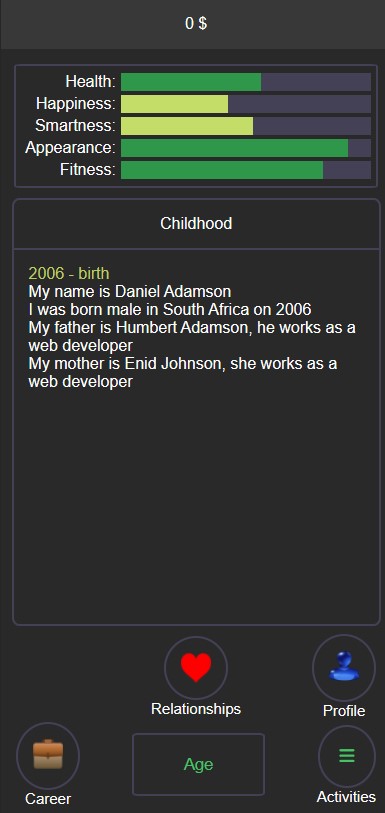 0 $
Health:
Happiness:
Smartness:
Appearance:
Fitness:
Childhood
2006 - birth
My name is Daniel Adamson
I was born male in South Africa on 2006
My father is Humbert Adamson, he works as a
web developer
My mother is Enid Johnson, she works as a
web developer
Relationships
Profile
Career
Age
Activities